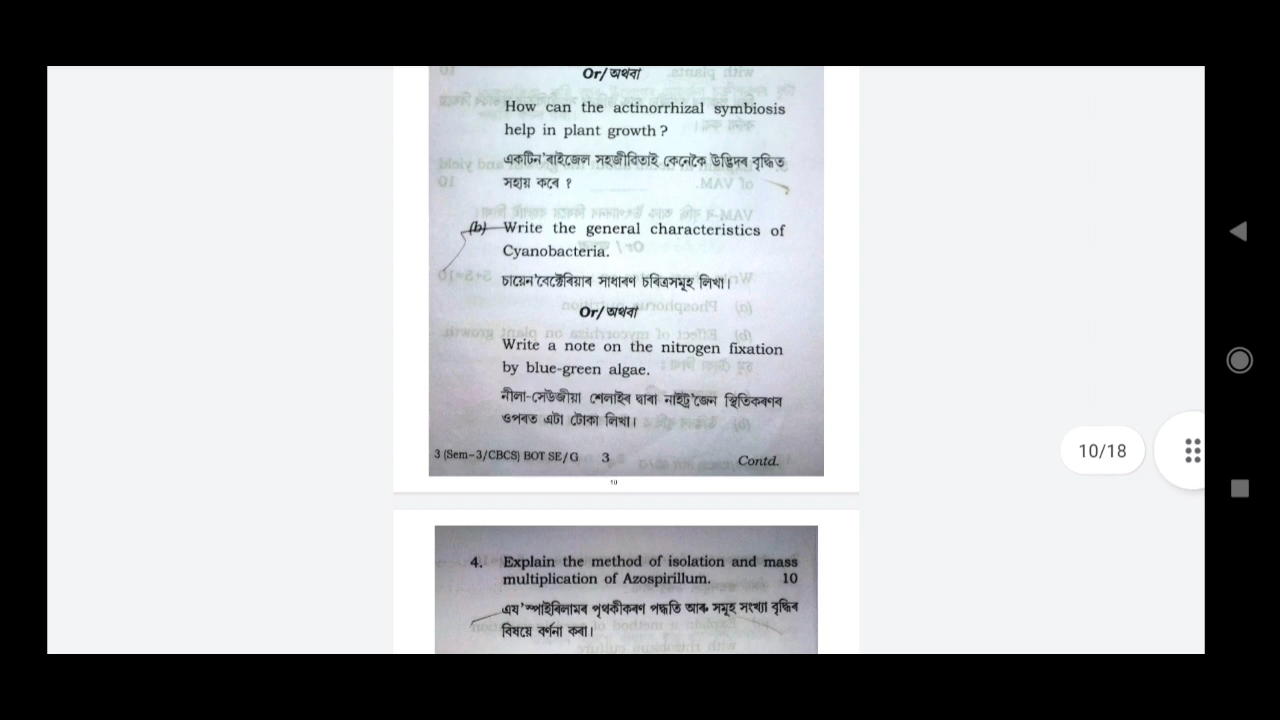 Or/ অথবা
How can the actinorrhizal symbiosis
help in plant growth ?
একটিন'ৰাইজেল সহজীৱিতাই কেনেকৈ উদ্ভিদৰ বৃদ্ধিত
সহায় কৰে ?
(b) Write the general characteristics of
Cyanobacteria.
চায়েন'বেক্টেৰিয়াৰ সাধাৰণ চৰিত্ৰসমূহ লিখা।
Or/ অথবা
Write a note on the nitrogen fixation
by blue-green algae.
নীলা-সেউজীয়া শেলাইৰ দ্বাৰা নাইট্ৰ'জেন স্থিতিকৰণৰ
ওপৰত এটা টোকা লিখা।
3 (Sem-3/CBCS) BOT SE/G 3 Contd.
10
10/18
4. Explain the method of isolation and mass
multiplication of Azospirillum. 10
এয'স্পাইৰিলামৰ পৃথকীকৰণ পদ্ধতি আৰু সমূহ সংখ্যা বৃদ্ধিৰ
বিষয়ে বৰ্ণনা কৰা।